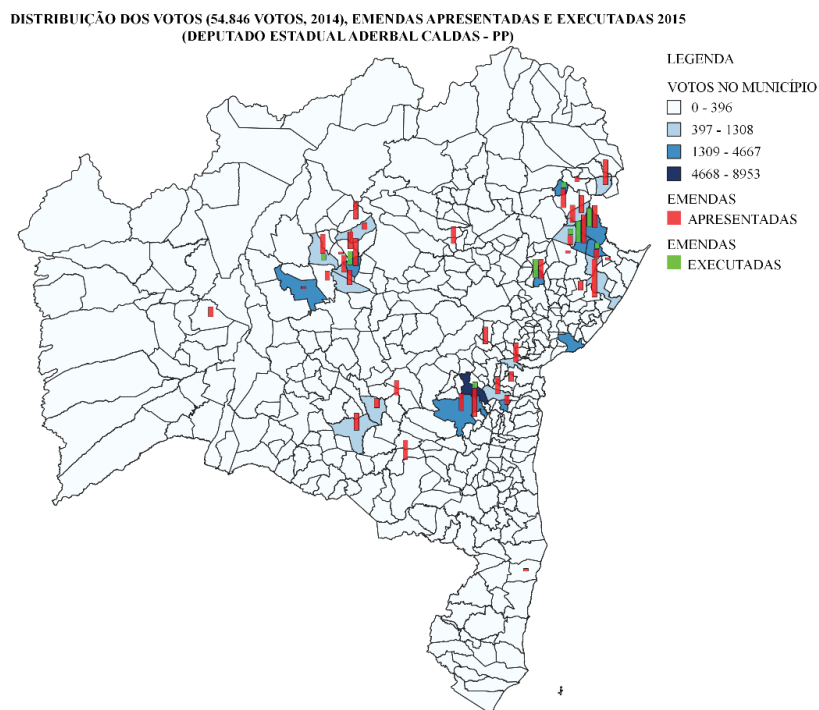 DISTRIBUIÇÃO DOS VOTOS (54.846 VOTOS, 2014), EMENDAS APRESENTADAS E EXECUTADAS 2015
(DEPUTADO ESTADUAL ADERBAL CALDAS - PP)
LEGENDA
VOTOS NO MUNICÍPIO
0 - 396
397 - 1308
1309 - 4667
4668 - 8953
EMENDAS
APRESENTADAS
EMENDAS
EXECUTADAS